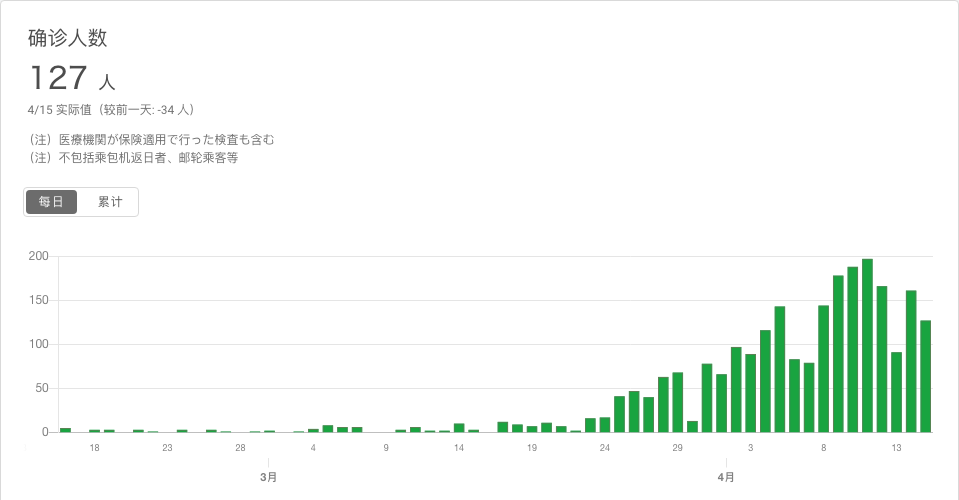 确诊人数
127 人
4/15 实际值（较前一天: -34 人）
（注）医療機関が保険適用で行った検査も含む
（注）不包括乘包机返日者、邮轮乘客等
每日 累计
200
150
100
50
0
18 23 28 4 9 14 19 24 29 3 8 13
3月 4月